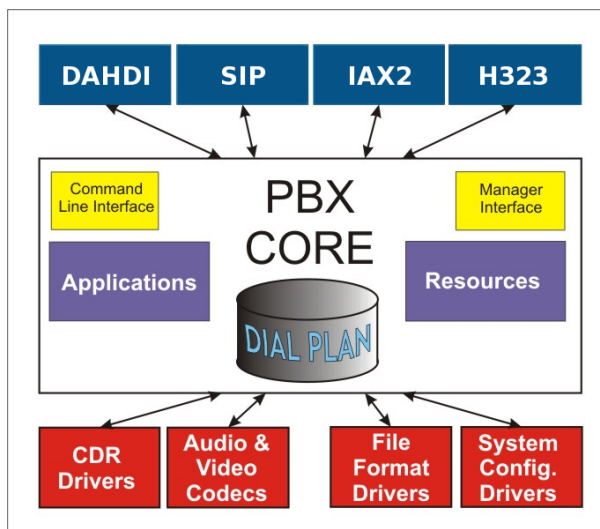 DAHDI
SIP
IAX2
H323
Command
Line Interface
PBX
CORE
Manager
Interface
Applications
Resources
DIAL PLAN
CDR
Drivers
Audio &
Video
Codecs
File
Format
Drivers
System
Config.
Drivers